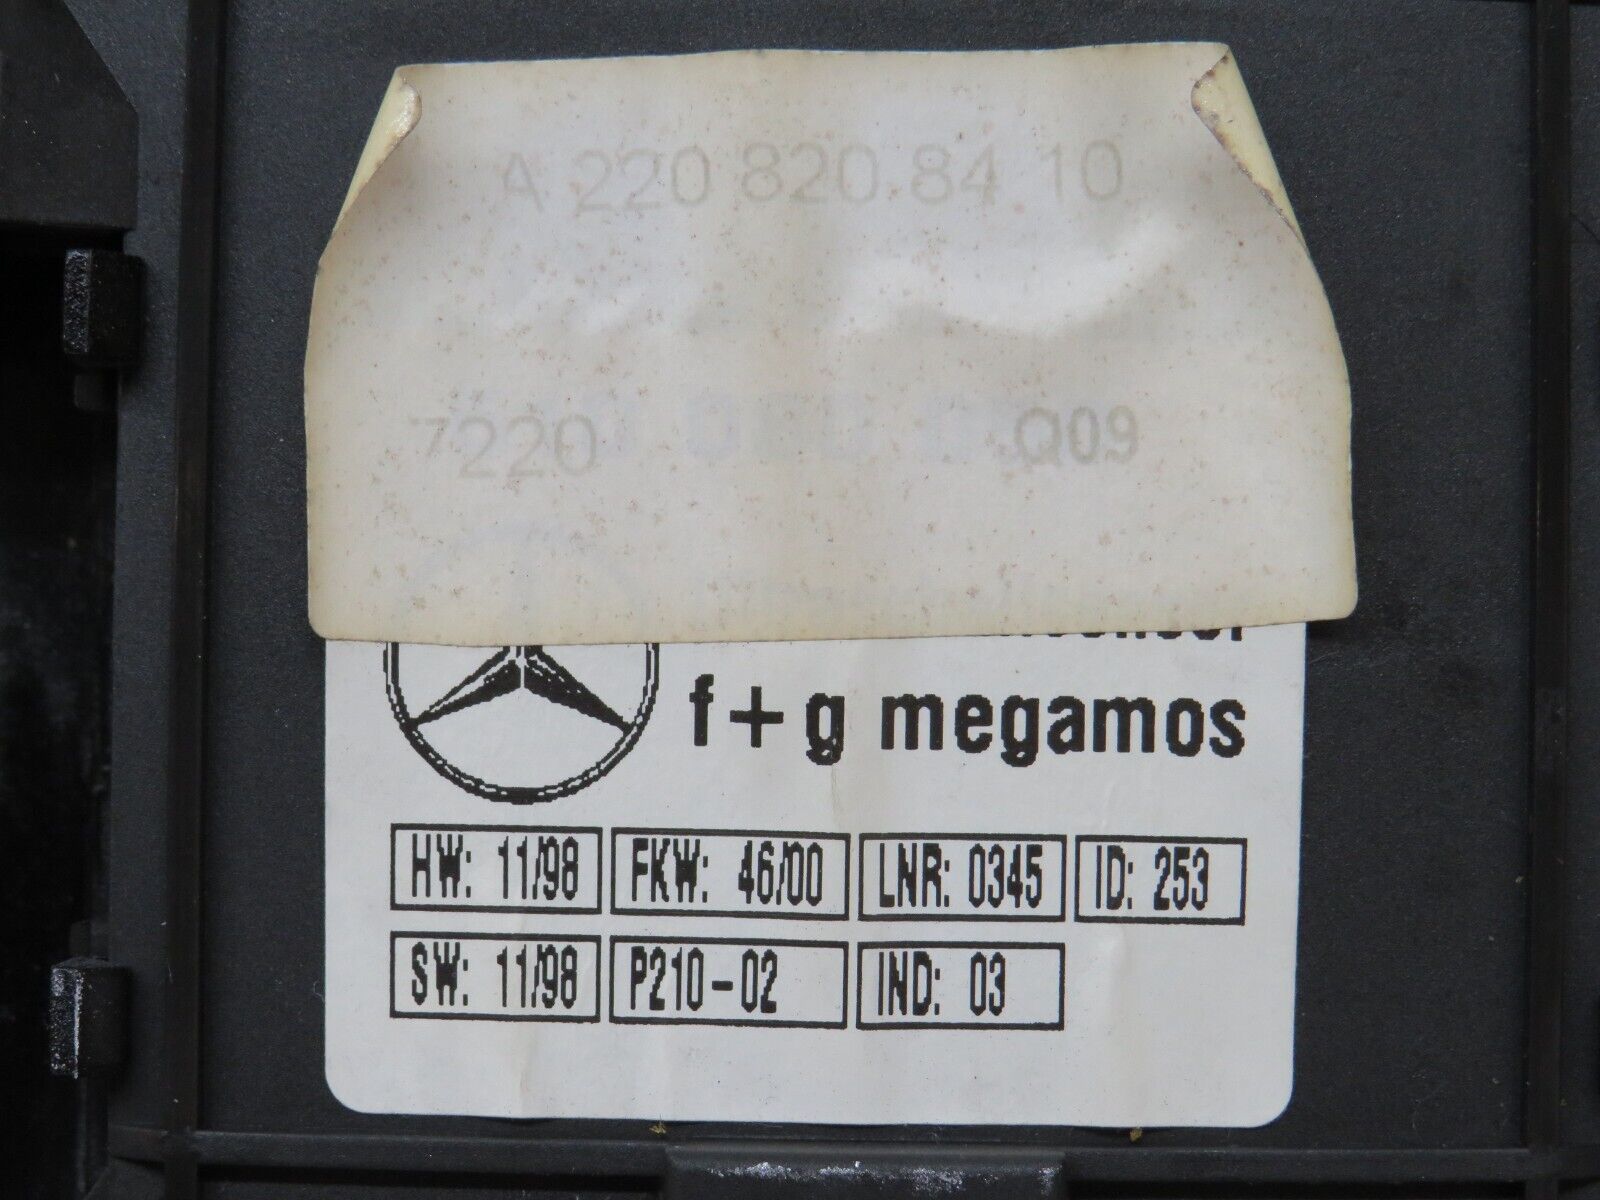 A 220 820 84 10
7220 Q09
f+g megamos
HW: 11/98 FKW: 46/00 LNR: 0345 ID: 253
SW: 11/98 P210-02 IND: 03